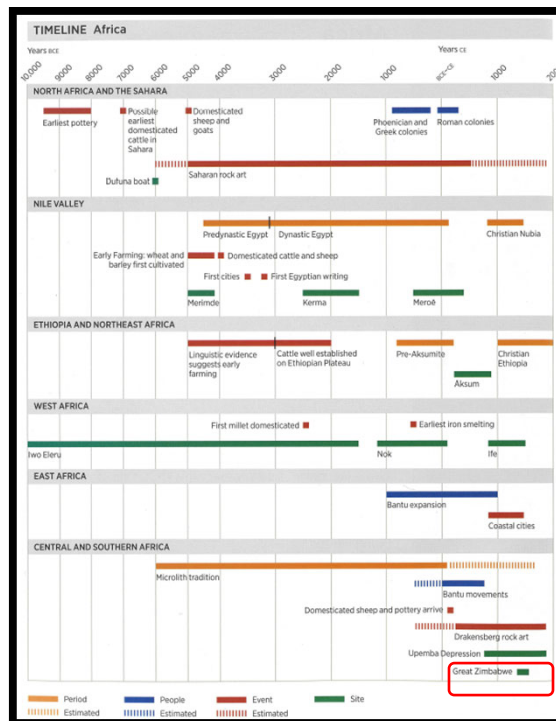 TIMELINE Africa
Years BCE
Years CE
10,000
9000
8000
7000
6000
5000
4000
3000
2000
1000
BCE–CE
1000
NORTH AFRICA AND THE SAHARA
Earliest pottery
Possible
earliest
domesticated
cattle in
Sahara
Domesticated
sheep and
goats
Phoenician and
Greek colonies
Roman colonies
Dufuna boat
Saharan rock art
NILE VALLEY
Predynastic Egypt
Dynastic Egypt
Christian Nubia
Early Farming: wheat and
barley first cultivated
Domesticated cattle and sheep
First cities
First Egyptian writing
Merimde
Kerma
Meroë
ETHIOPIA AND NORTHEAST AFRICA
Linguistic evidence
suggests early
farming
Cattle well established
on Ethiopian Plateau
Pre-Aksumite
Christian
Ethiopia
Aksum
WEST AFRICA
First millet domesticated
Earliest iron smelting
Iwo Eleru
Nok
Ife
EAST AFRICA
Bantu expansion
Coastal cities
CENTRAL AND SOUTHERN AFRICA
Microlith tradition
Bantu movements
Domesticated sheep and pottery arrive
Drakensberg rock art
Upemba Depression
Great Zimbabwe
Period
People
Event
Site
Estimated
Estimated
Estimated